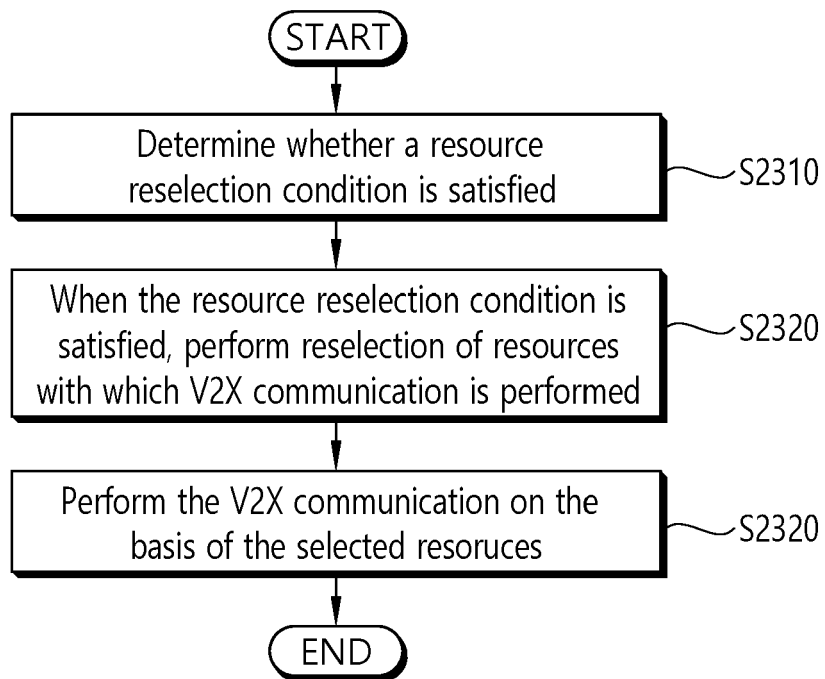 START
Determine whether a resource
reselection condition is satisfied
S2310
When the resource reselection condition is
satisfied, perform reselection of resources
with which V2X communication is performed
S2320
Perform the V2X communication on the
basis of the selected resoruces
S2320
END